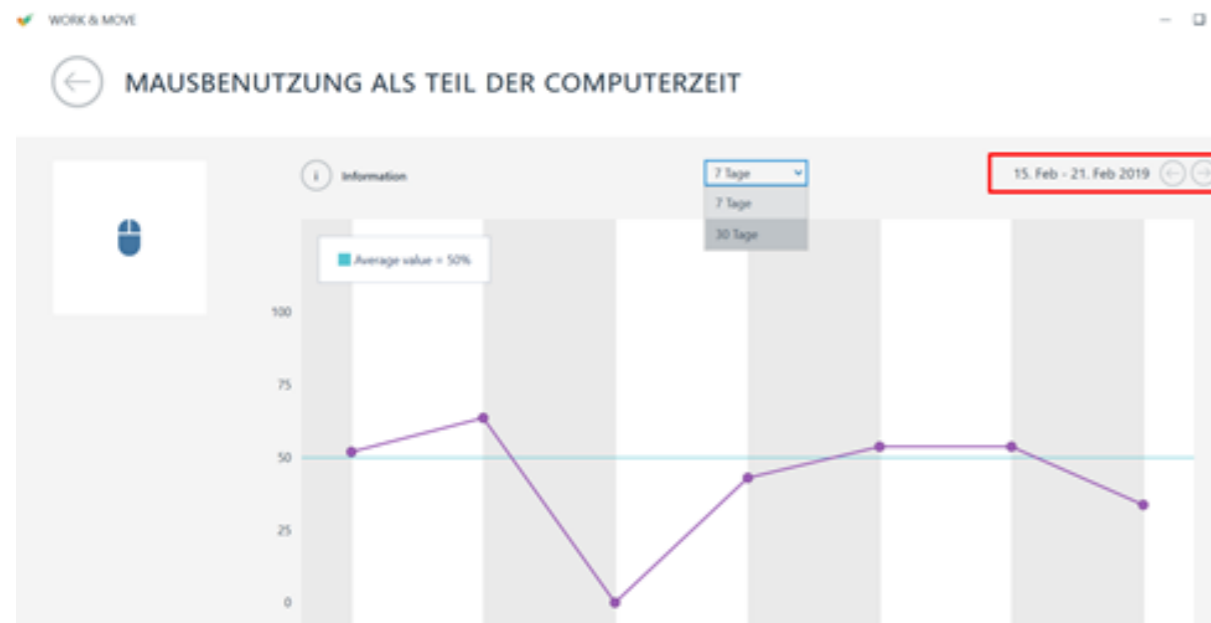 WORK & MOVE
MAUSBENUTZUNG ALS TEIL DER COMPUTERZEIT
i Information
7 Tage
15. Feb - 21. Feb 2019
7 Tage
30 Tage
Average value = 50%
100
75
50
25
0